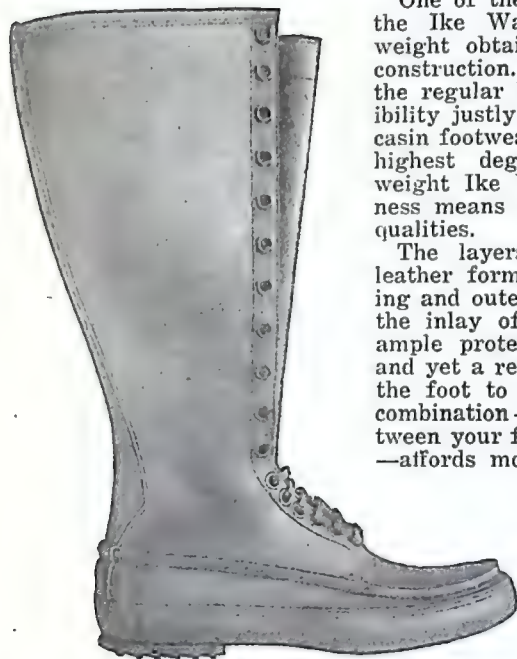 One of the
the Ike Wa
weight obtai
construction.
the regular
ibility justly
casin footwea
highest deg
weight Ike
ness means
qualities.
The layers
leather form
ing and oute
the inlay of
ample prote
and yet a re
the foot to
combination—
tween your f
—affords mo